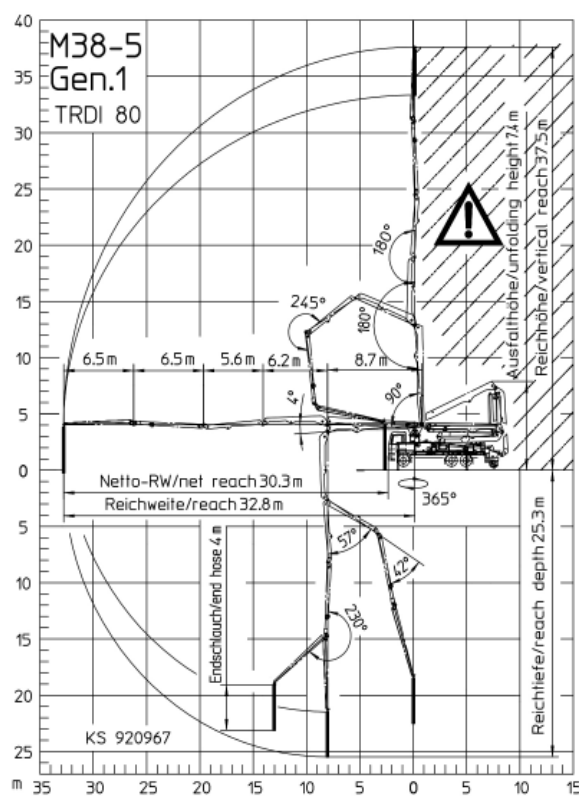 40
M38-5
Gen.1
TRDI 80
35
30
25
20
15
10
5
0
5
10
15
20
25
m
Ausfalthöhe/unfolding height 7.4 m
Reichhöhe/vertical reach 37.5 m
180°
245°
180°
6.5 m
6.5 m
5.6 m
6.2 m
8.7 m
4°
90°
Netto-RW/net reach 30.3 m
Reichweite/reach 32.8 m
365°
57°
42°
230°
Endschlauch/end hose 4 m
Reichtiefe/reach depth 25.3 m
KS 920967
35 30 25 20 15 10 5 0 5 10 15